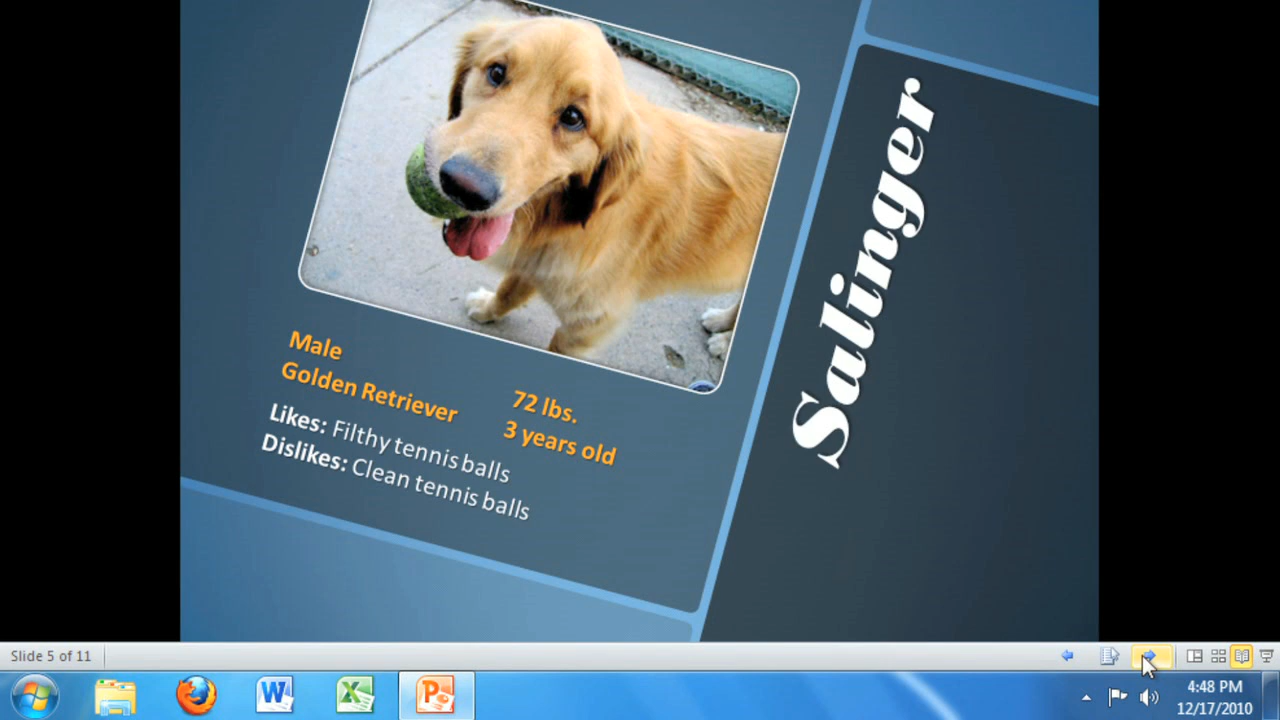 Salinger
Male
Golden Retriever
72 lbs.
3 years old
Likes: Filthy tennis balls
Dislikes: Clean tennis balls
Slide 5 of 11
4:48 PM
12/17/2010